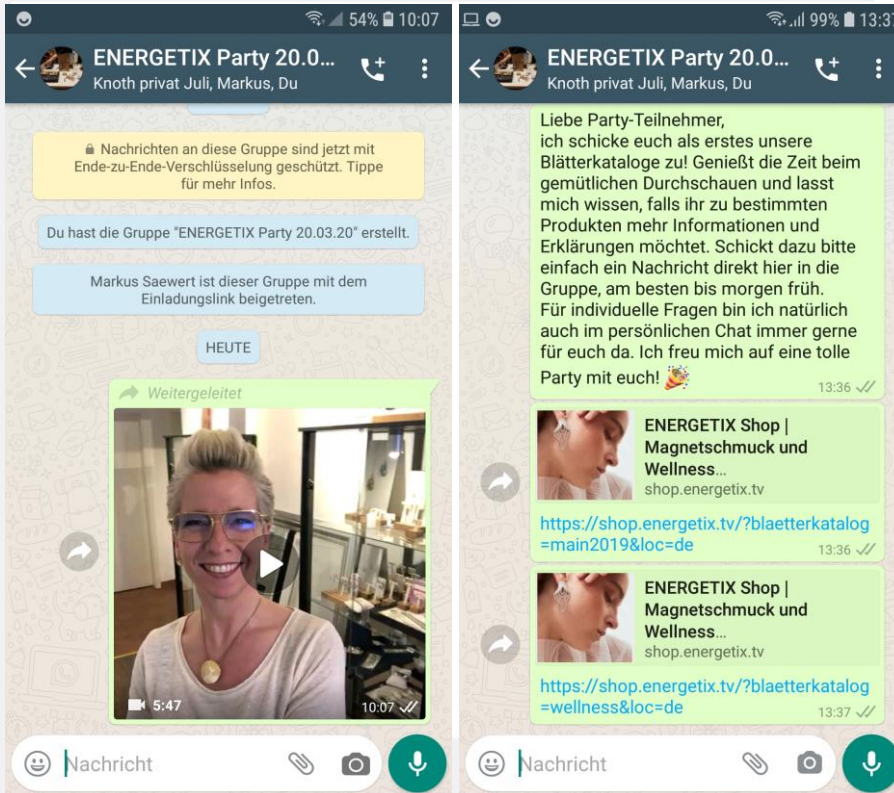 54% 10:07
ENERGETIX Party 20.0...
Knoth privat Juli, Markus, Du
Nachrichten an diese Gruppe sind jetzt mit
Ende-zu-Ende-Verschlüsselung geschützt. Tippe
für mehr Infos.
Du hast die Gruppe "ENERGETIX Party 20.03.20" erstellt.
Markus Saewert ist dieser Gruppe mit dem
Einladungslink beigetreten.
HEUTE
Weitergeleitet
5:47
10:07
Nachricht
99% 13:37
ENERGETIX Party 20.0...
Knoth privat Juli, Markus, Du
Liebe Party-Teilnehmer,
ich schicke euch als erstes unsere
Blätterkataloge zu! Genießt die Zeit beim
gemütlichen Durchschauen und lasst
mich wissen, falls ihr zu bestimmten
Produkten mehr Informationen und
Erklärungen möchtet. Schickt dazu bitte
einfach ein Nachricht direkt hier in die
Gruppe, am besten bis morgen früh.
Für individuelle Fragen bin ich natürlich
auch im persönlichen Chat immer gerne
für euch da. Ich freu mich auf eine tolle
Party mit euch! 🎉
13:36
ENERGETIX Shop |
Magnetschmuck und
Wellness...
shop.energetix.tv
https://shop.energetix.tv/?blaetterkatalog
=main2019&loc=de
13:36
ENERGETIX Shop |
Magnetschmuck und
Wellness...
shop.energetix.tv
https://shop.energetix.tv/?blaetterkatalog
=wellness&loc=de
13:37
Nachricht